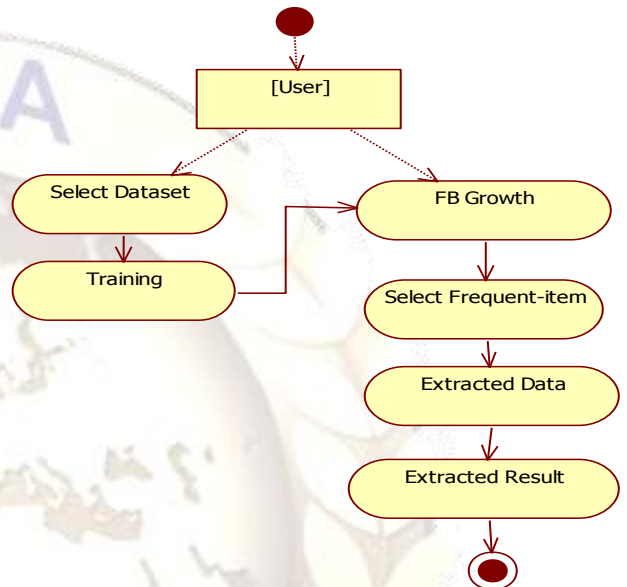 A
[User]
Select Dataset
FB Growth
Training
Select Frequent-item
Extracted Data
Extracted Result